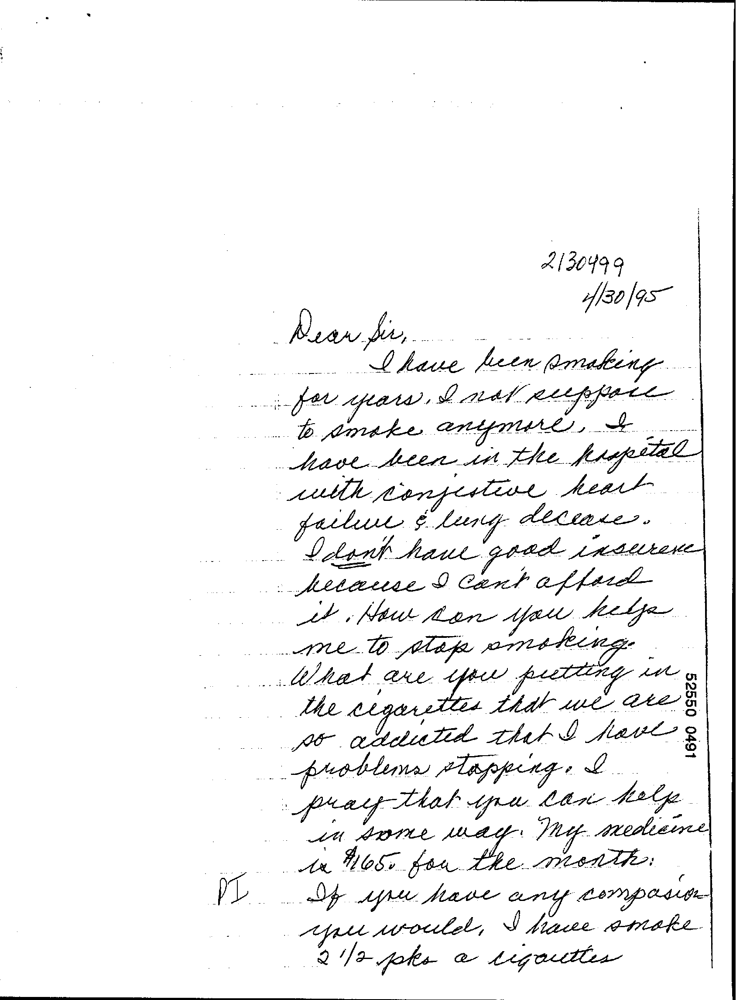 2130499
4/30/95
Dear Sir,
I have been smoking
for years. I not suppose
to smoke anymore. I
have been in the hospital
with conjestive heart
failure & lung decease.
I don't have good insurence
because I can't afford
it. How can you help
me to stop smoking.
What are you putting in
the cigarettes that we are
so addicted that I have
problems stopping. I
pray that you can help
in some way. My medicine
is $165. for the month.
PI
If you have any compasion
you would. I have smoke
2 1/2 pks a cigarettes
52550 0491